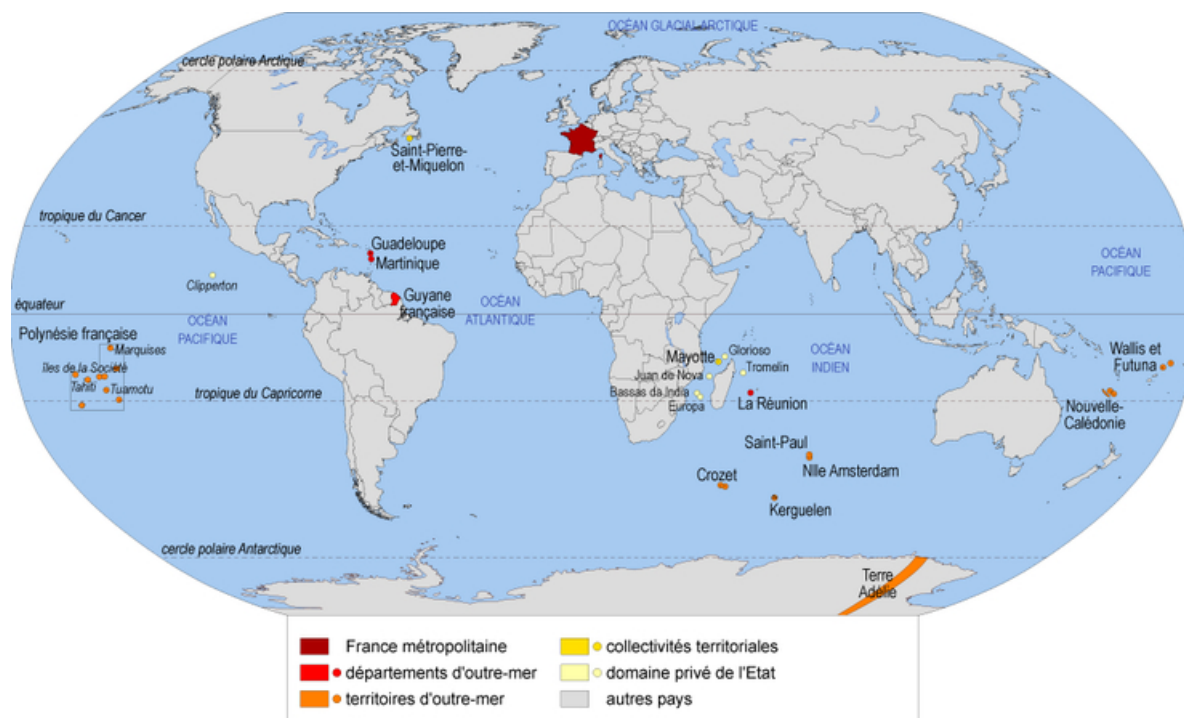 OCÉAN GLACIAL ARCTIQUE
cercle polaire Arctique
Saint-Pierre-
et-Miquelon
tropique du Cancer
Guadeloupe
Martinique
OCÉAN
PACIFIQUE
Clipperton
Guyane
française
équateur
OCÉAN
ATLANTIQUE
OCÉAN
PACIFIQUE
Polynésie française
Marquises
îles de la Société
Tahiti
Tuamotu
tropique du Capricorne
Mayotte
Glorioso
Juan de Nova
Tromelin
Bassas da India
Europa
La Réunion
OCÉAN
INDIEN
Wallis et
Futuna
Nouvelle-
Calédonie
Saint-Paul
Nlle Amsterdam
Crozet
Kerguelen
cercle polaire Antarctique
Terre
Adélie
France métropolitaine
départements d'outre-mer
territoires d'outre-mer
collectivités territoriales
domaine privé de l'Etat
autres pays